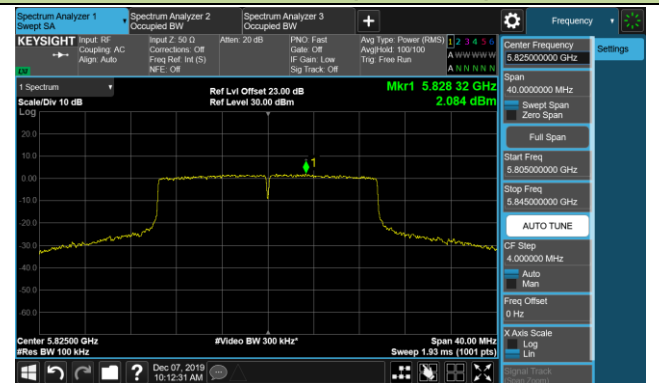 Spectrum Analyzer 1
Swept SA
Spectrum Analyzer 2
Occupied BW
Spectrum Analyzer 3
Occupied BW
+
Frequency
KEYSIGHT
Input: RF
Coupling: AC
Align: Auto
Input Z: 50 Ω
Corrections: Off
Freq Ref: Int (S)
NFE: Off
Atten: 20 dB
PNO: Fast
Gate: Off
IF Gain: Low
Sig Track: Off
Avg Type: Power (RMS)
Avg|Hold: 100/100
Trig: Free Run
1 2 3 4 5 6
A W W W W W
A N N N N N
LXI
Center Frequency
5.825000000 GHz
Settings
Span
40.0000000 MHz
Swept Span
Zero Span
Full Span
Start Freq
5.805000000 GHz
Stop Freq
5.845000000 GHz
AUTO TUNE
CF Step
4.000000 MHz
Auto
Man
Freq Offset
0 Hz
X Axis Scale
Log
Lin
Signal Track
(Span Zoom)
1 Spectrum
Scale/Div 10 dB
Log
Ref Lvl Offset 23.00 dB
Ref Level 30.00 dBm
Mkr1 5.828 32 GHz
2.084 dBm
20.0
10.0
0.00
-10.0
-20.0
-30.0
-40.0
-50.0
-60.0
1
Center 5.82500 GHz
#Res BW 100 kHz
#Video BW 300 kHz*
Span 40.00 MHz
Sweep 1.93 ms (1001 pts)
?
Dec 07, 2019
10:12:31 AM